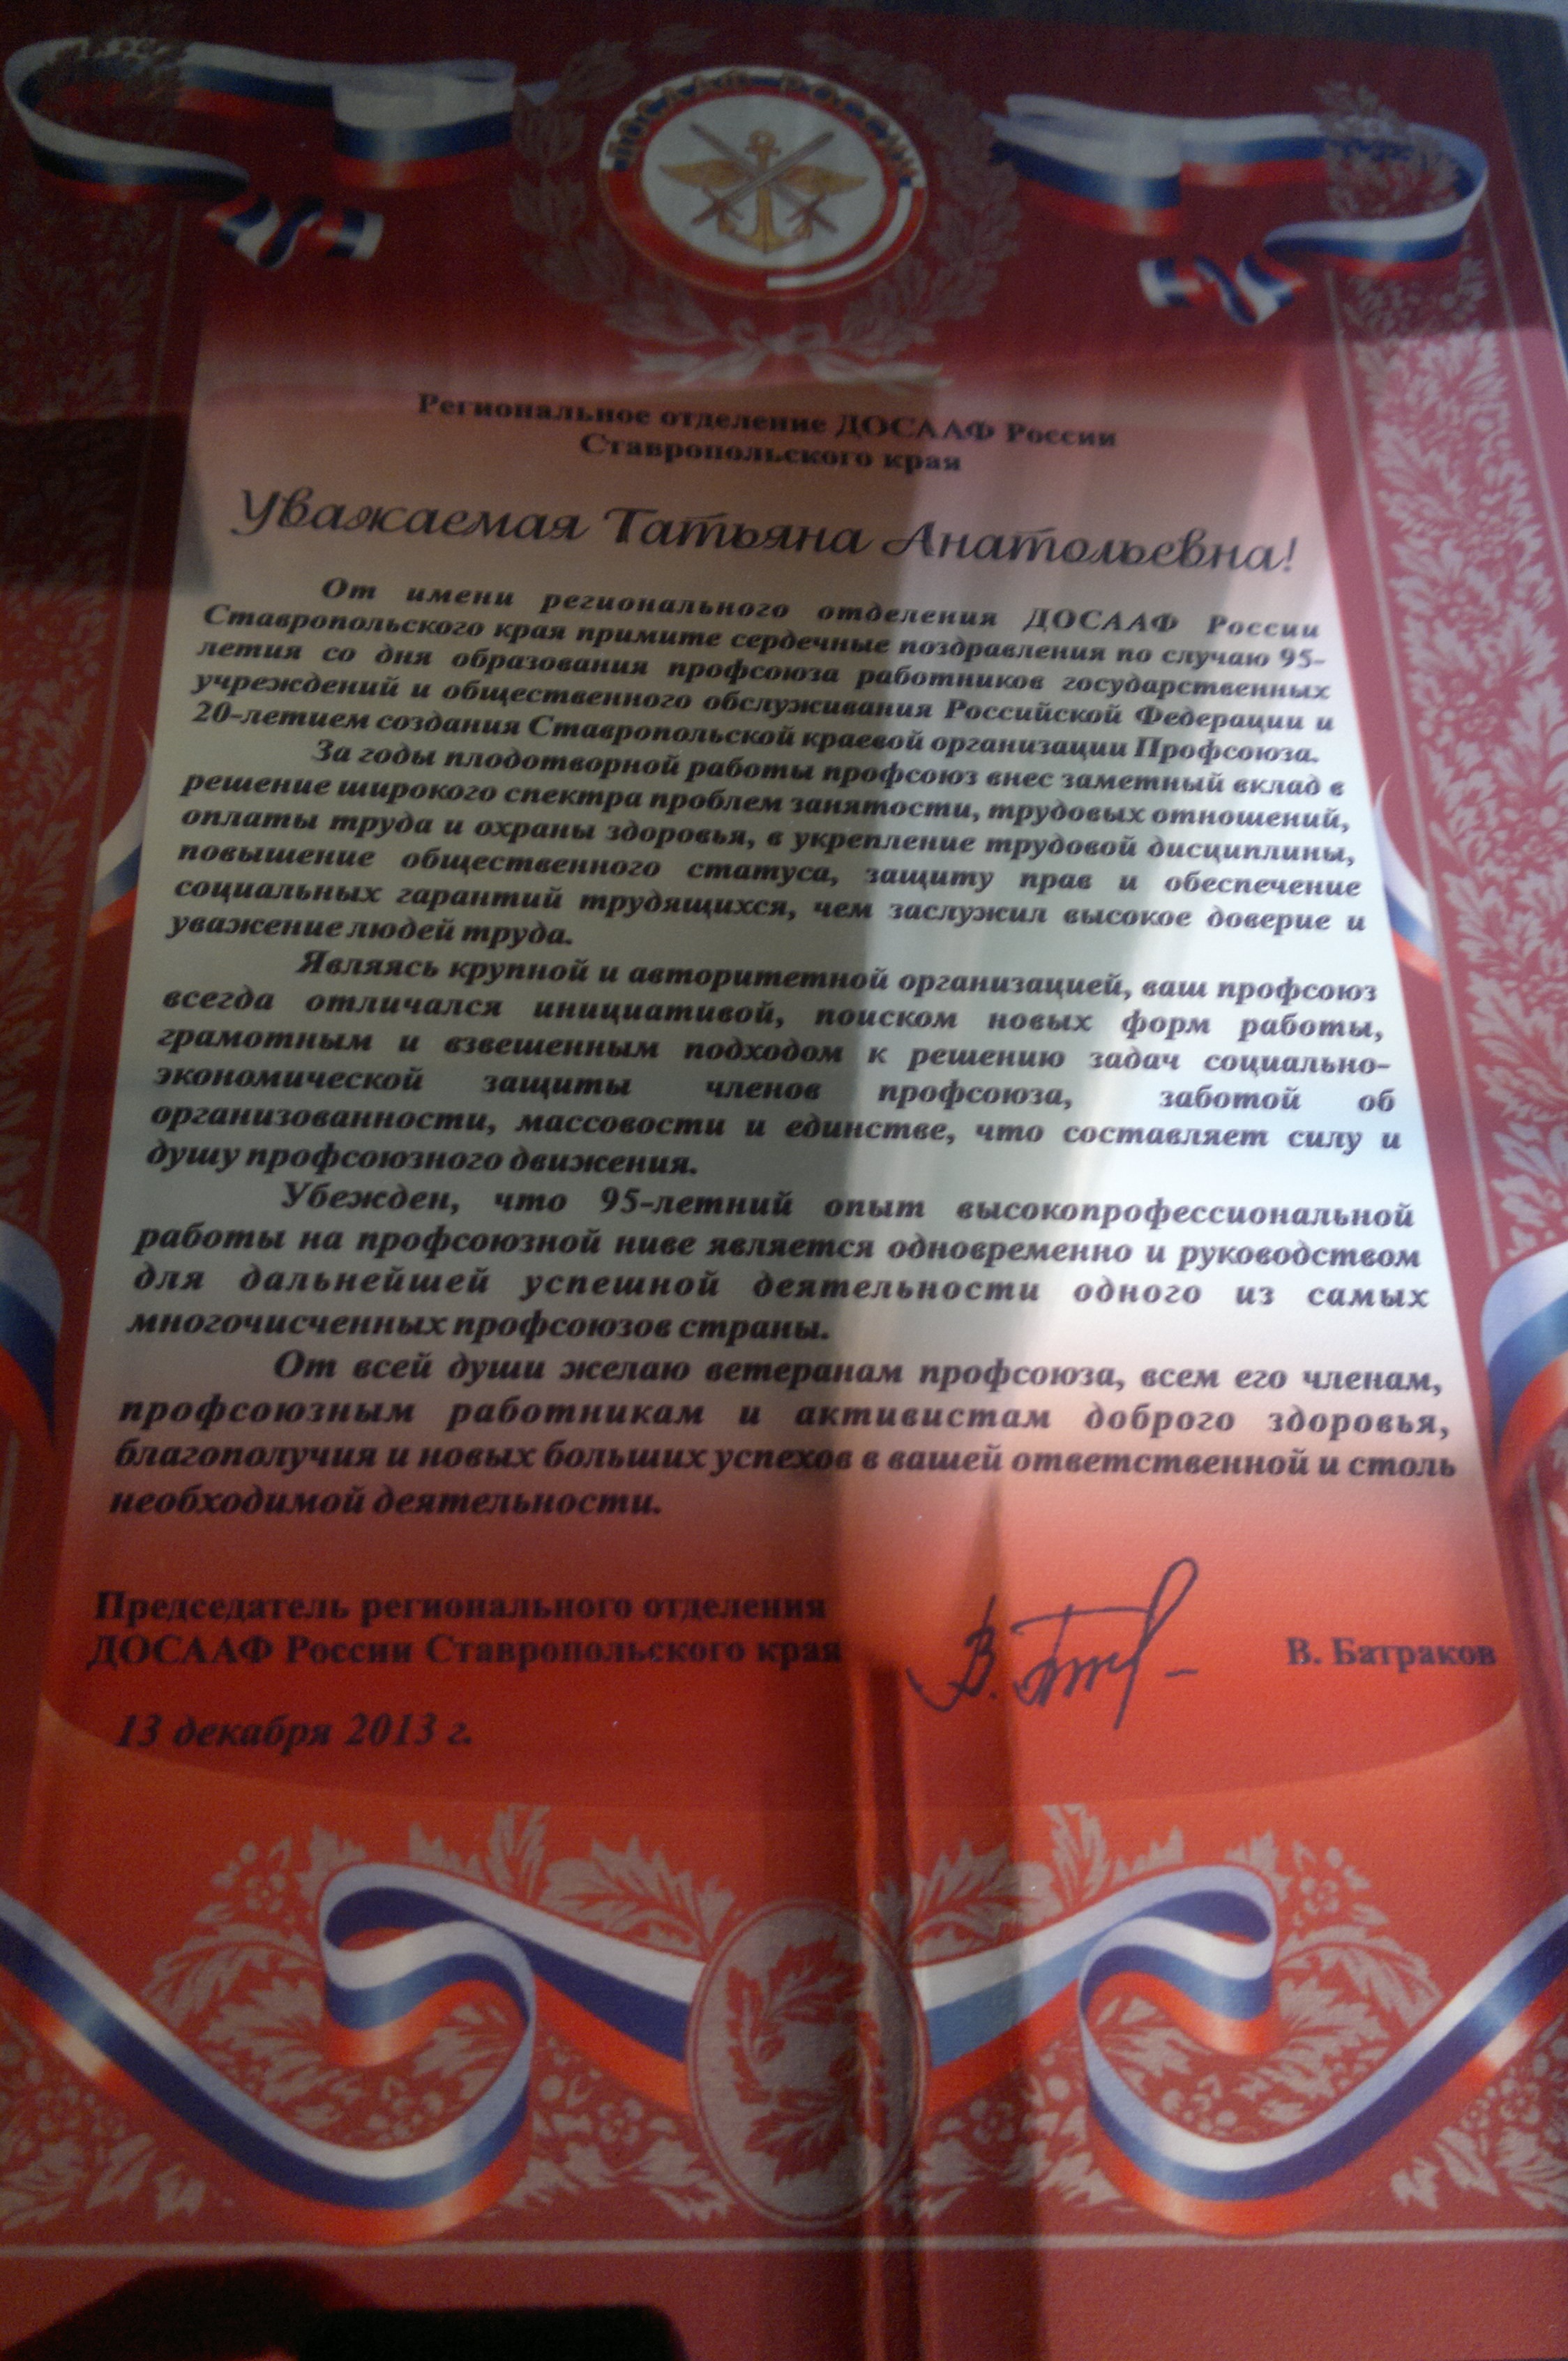 ДОСААФ России
Региональное отделение ДОСААФ России
Ставропольского края
Уважаемая Татьяна Анатольевна!
От имени регионального отделения ДОСААФ России
Ставропольского края примите сердечные поздравления по случаю 95-
летия со дня образования профсоюза работников государственных
учреждений и общественного обслуживания Российской Федерации и
20-летием создания Ставропольской краевой организации Профсоюза.
За годы плодотворной работы профсоюз внес заметный вклад в
решение широкого спектра проблем занятости, трудовых отношений,
оплаты труда и охраны здоровья, в укрепление трудовой дисциплины,
повышение общественного статуса, защиту прав и обеспечение
социальных гарантий трудящихся, чем заслужил высокое доверие и
уважение людей труда.
Являясь крупной и авторитетной организацией, ваш профсоюз
всегда отличался инициативой, поиском новых форм работы,
грамотным и взвешенным подходом к решению задач социально-
экономической защиты членов профсоюза, заботой об
организованности, массовости и единстве, что составляет силу и
душу профсоюзного движения.
Убежден, что 95-летний опыт высокопрофессиональной
работы на профсоюзной ниве является одновременно и руководством
для дальнейшей успешной деятельности одного из самых
многочисченных профсоюзов страны.
От всей души желаю ветеранам профсоюза, всем его членам,
профсоюзным работникам и активистам доброго здоровья,
благополучия и новых больших успехов в вашей ответственной и столь
необходимой деятельности.
Председатель регионального отделения
ДОСААФ России Ставропольского края
В. Батраков
13 декабря 2013 г.